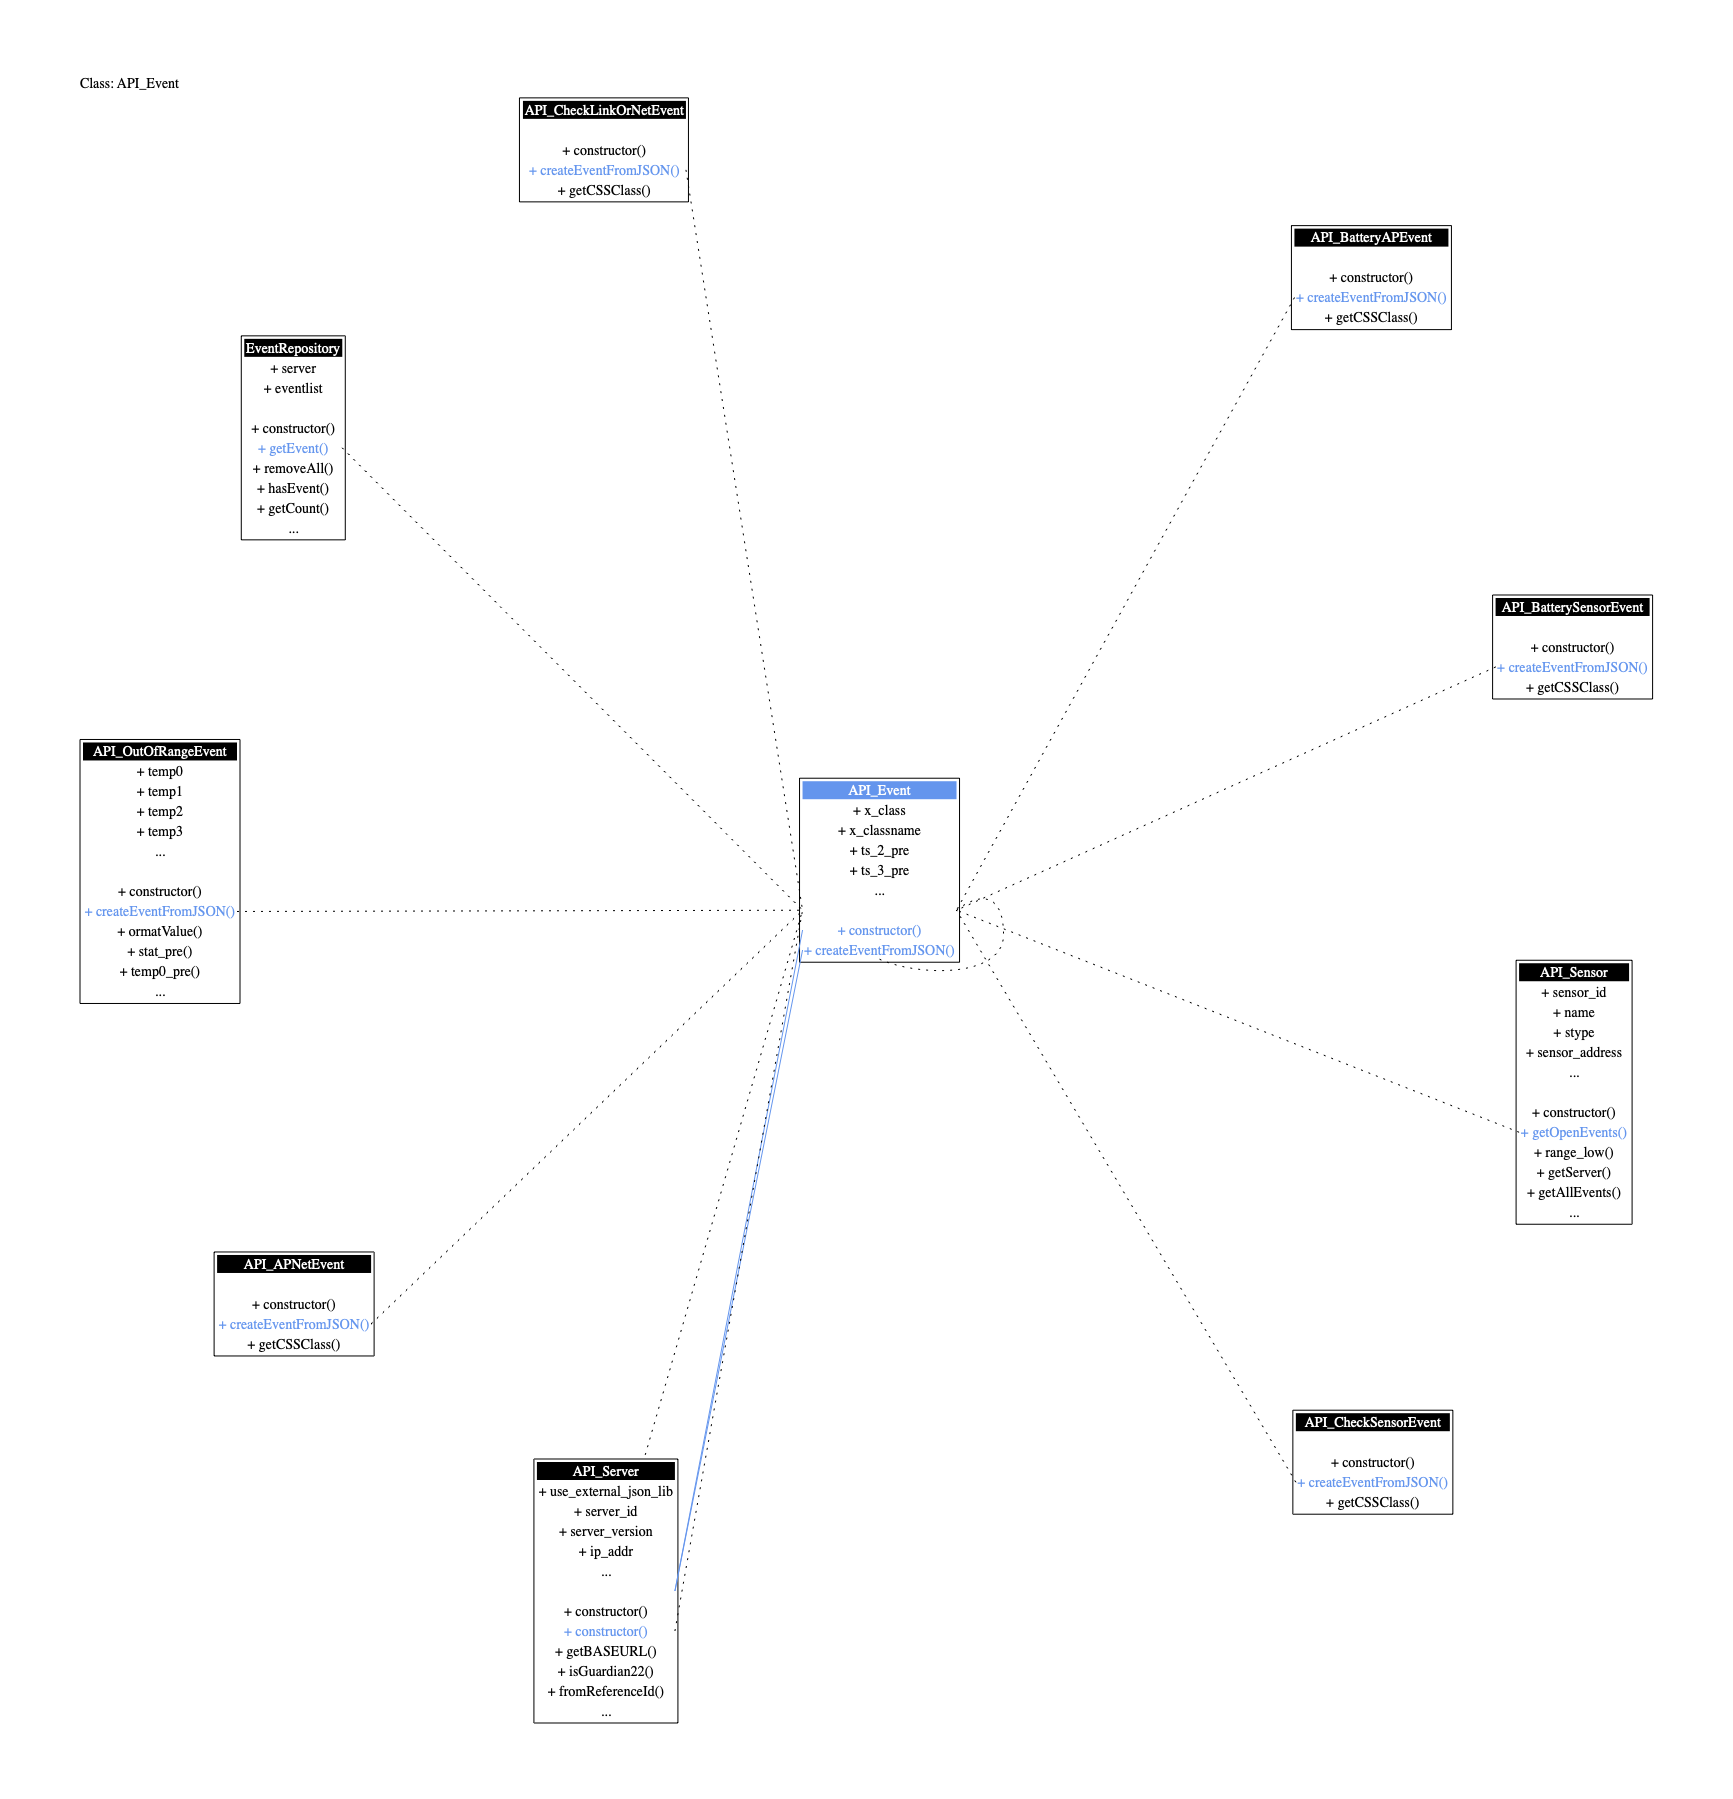 Class: API_Event
API_CheckLinkOrNetEvent
+ constructor()
+ createEventFromJSON()
+ getCSSClass()
API_BatteryAPEvent
+ constructor()
+ createEventFromJSON()
+ getCSSClass()
EventRepository
+ server
+ eventlist
+ constructor()
+ getEvent()
+ removeAll()
+ hasEvent()
+ getCount()
...
API_BatterySensorEvent
+ constructor()
+ createEventFromJSON()
+ getCSSClass()
API_OutOfRangeEvent
+ temp0
+ temp1
+ temp2
+ temp3
...
+ constructor()
+ createEventFromJSON()
+ ormatValue()
+ stat_pre()
+ temp0_pre()
...
API_Event
+ x_class
+ x_classname
+ ts_2_pre
+ ts_3_pre
...
+ constructor()
+ createEventFromJSON()
API_Sensor
+ sensor_id
+ name
+ stype
+ sensor_address
...
+ constructor()
+ getOpenEvents()
+ range_low()
+ getServer()
+ getAllEvents()
...
API_APNetEvent
+ constructor()
+ createEventFromJSON()
+ getCSSClass()
API_CheckSensorEvent
+ constructor()
+ createEventFromJSON()
+ getCSSClass()
API_Server
+ use_external_json_lib
+ server_id
+ server_version
+ ip_addr
...
+ constructor()
+ constructor()
+ getBASEURL()
+ isGuardian22()
+ fromReferenceId()
...